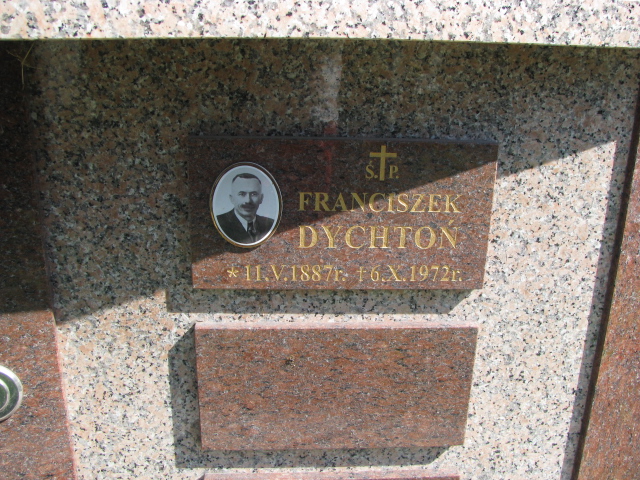 Ś. P.
FRANCISZEK
DYCHTOŃ
* 11.V.1887r. † 6.X.1972r.